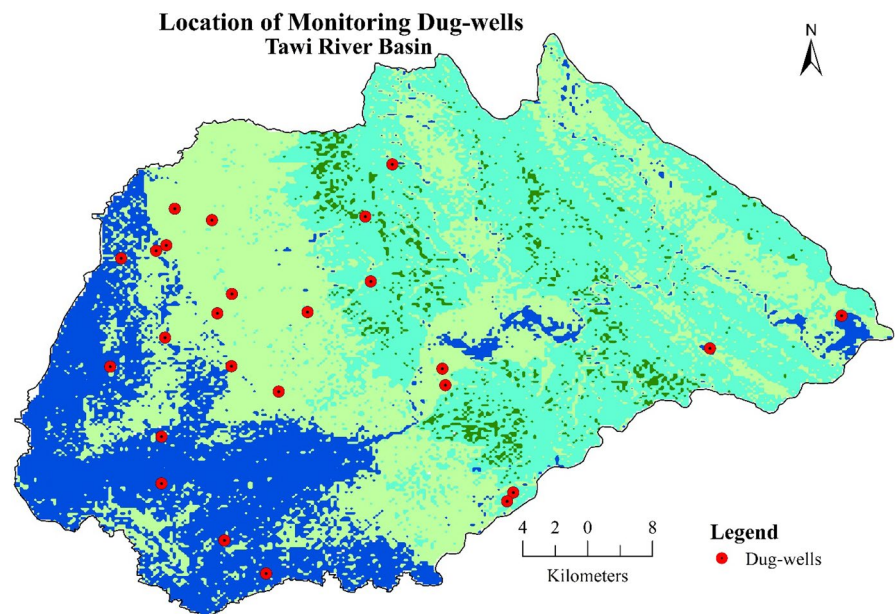 Location of Monitoring Dug-wells
Tawi River Basin
N
4 2 0 8
Kilometers
Legend
Dug-wells